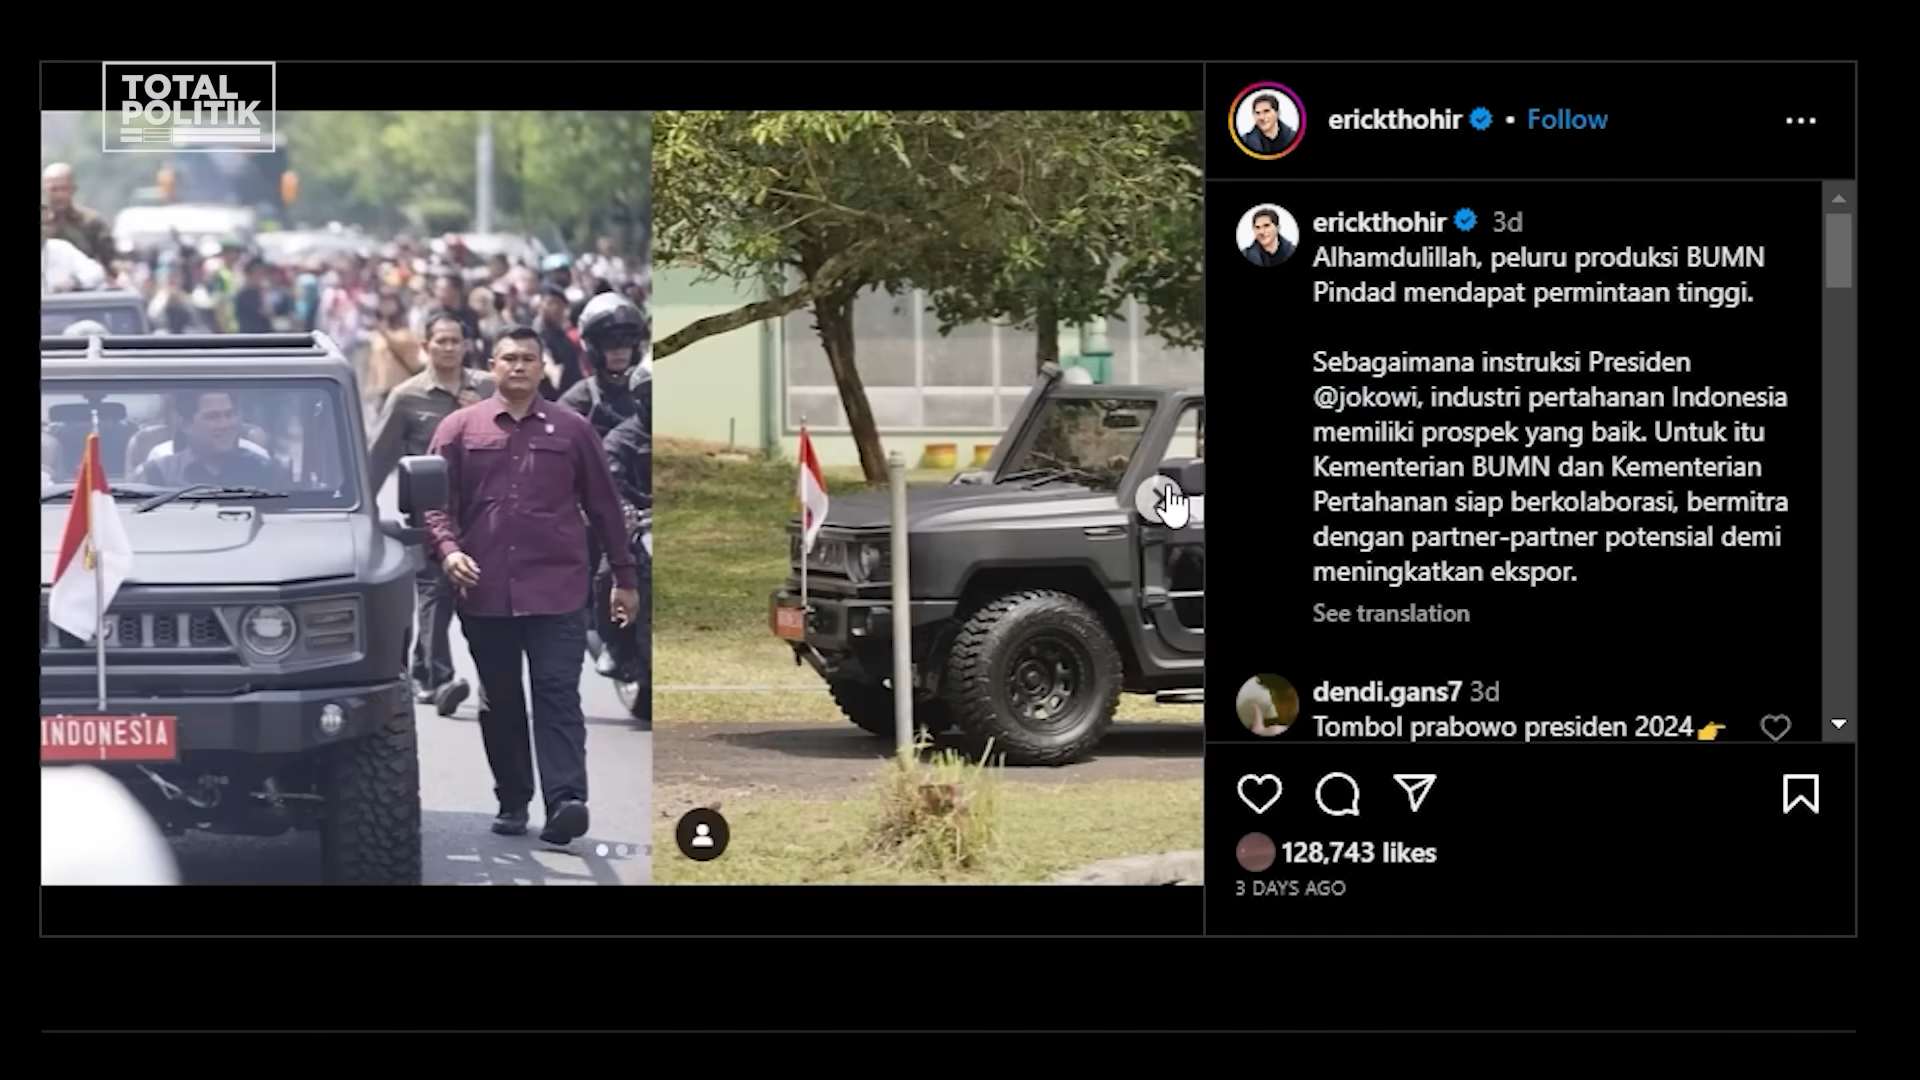 TOTAL
POLITIK
INDONESIA
1
erickthohir • Follow
erickthohir 3d
Alhamdulillah, peluru produksi BUMN
Pindad mendapat permintaan tinggi.
Sebagaimana instruksi Presiden
@jokowi, industri pertahanan Indonesia
memiliki prospek yang baik. Untuk itu
Kementerian BUMN dan Kementerian
Pertahanan siap berkolaborasi, bermitra
dengan partner-partner potensial demi
meningkatkan ekspor.
See translation
dendi.gans7 3d
Tombol prabowo presiden 2024👉
128,743 likes
3 DAYS AGO